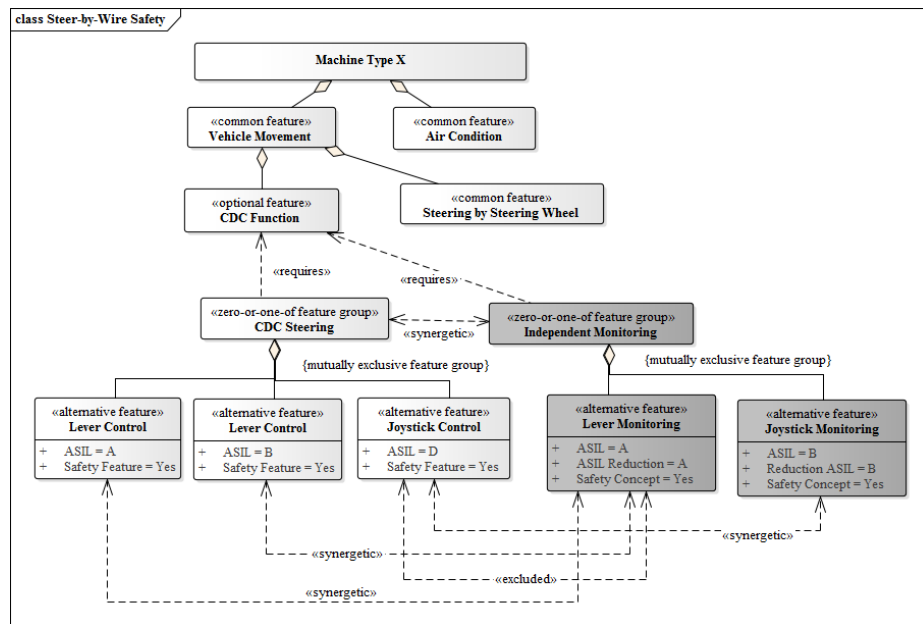 class Steer-by-Wire Safety
Machine Type X
«common feature»
Vehicle Movement
«common feature»
Air Condition
«optional feature»
CDC Function
«common feature»
Steering by Steering Wheel
«requires»
«requires»
«zero-or-one-of feature group»
CDC Steering
«synergetic»
«zero-or-one-of feature group»
Independent Monitoring
{mutually exclusive feature group}
{mutually exclusive feature group}
«alternative feature»
Lever Control
+ ASIL = A
+ Safety Feature = Yes
«alternative feature»
Lever Control
+ ASIL = B
+ Safety Feature = Yes
«alternative feature»
Joystick Control
+ ASIL = D
+ Safety Feature = Yes
«alternative feature»
Lever Monitoring
+ ASIL = A
+ ASIL Reduction = A
+ Safety Concept = Yes
«alternative feature»
Joystick Monitoring
+ ASIL = B
+ Reduction ASIL = B
+ Safety Concept = Yes
«synergetic»
«synergetic»
«excluded»
«synergetic»